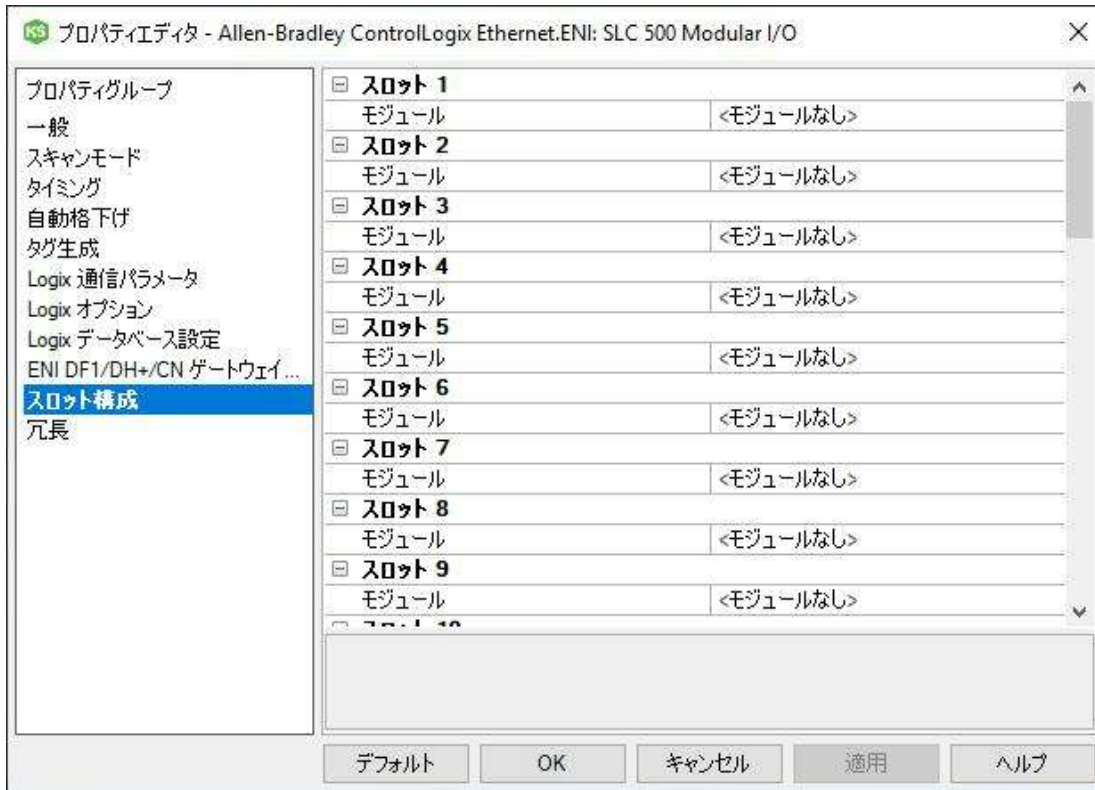 KS プロパティエディタ - Allen-Bradley ControlLogix Ethernet.ENI: SLC 500 Modular I/O
プロパティグループ
一般
スキャンモード
タイミング
自動格下げ
タグ生成
Logix 通信パラメータ
Logix オプション
Logix データベース設定
ENI DF1/DH+/CN ゲートウェイ...
スロット構成
冗長
スロット 1
モジュール <モジュールなし>
スロット 2
モジュール <モジュールなし>
スロット 3
モジュール <モジュールなし>
スロット 4
モジュール <モジュールなし>
スロット 5
モジュール <モジュールなし>
スロット 6
モジュール <モジュールなし>
スロット 7
モジュール <モジュールなし>
スロット 8
モジュール <モジュールなし>
スロット 9
モジュール <モジュールなし>
スロット 10
デフォルト OK キャンセル 適用 ヘルプ